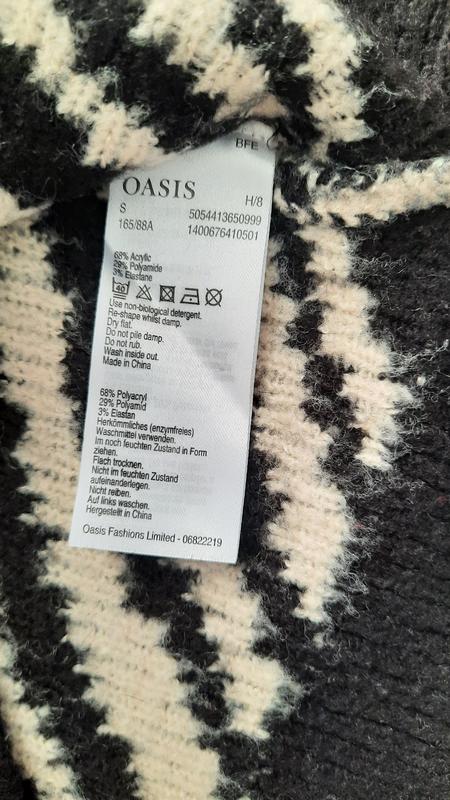 BFE
OASIS
H/8
S
5054413650999
165/88A
1400676410501
68% Acrylic
29% Polyamide
3% Elastane
40
Use non-biological detergent.
Re-shape whilst damp.
Dry flat.
Do not pile damp.
Do not rub.
Wash inside out.
Made in China
68% Polyacryl
29% Polyamid
3% Elastan
Herkömmliches (enzymfreies)
Waschmittel verwenden.
Im noch feuchten Zustand in Form
ziehen.
Flach trocknen.
Nicht im feuchten Zustand
aufeinanderlegen.
Nicht reiben.
Auf links waschen.
Hergestellt in China
Oasis Fashions Limited - 06822219